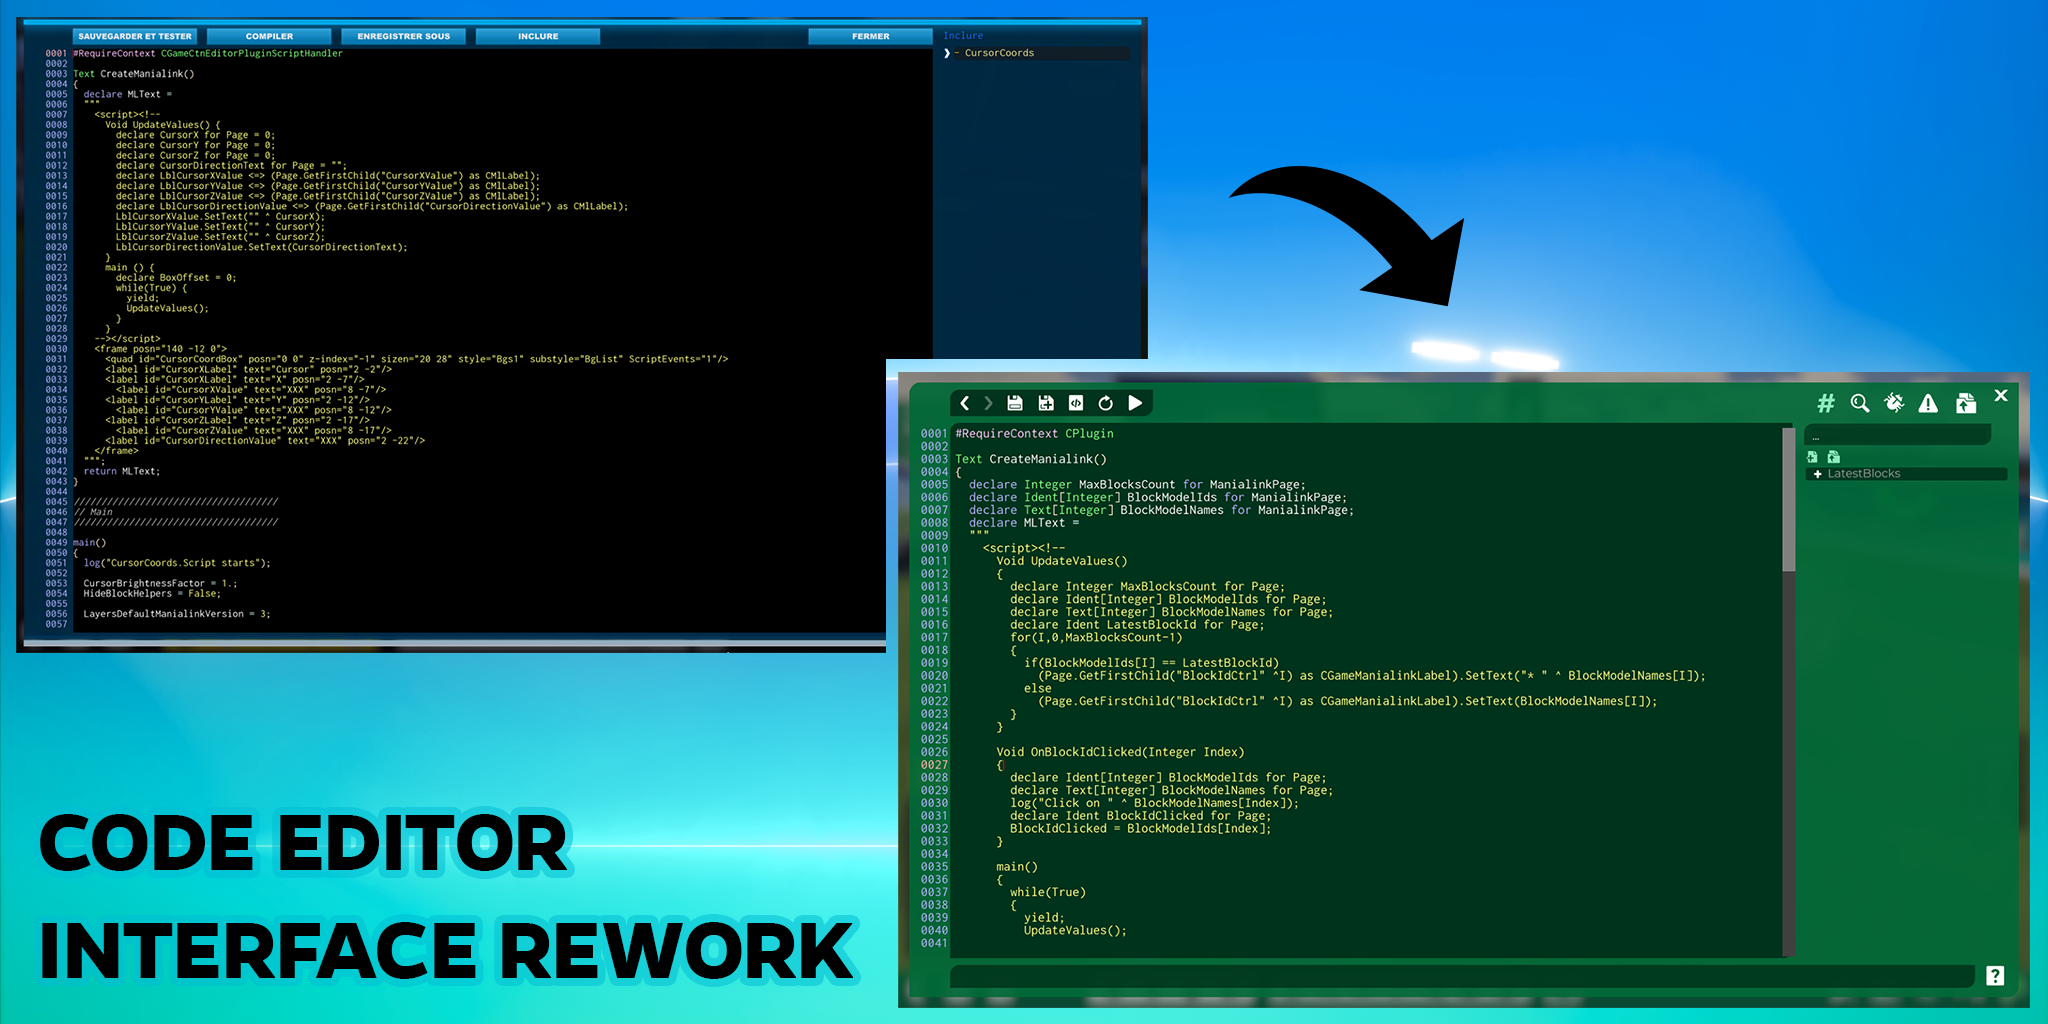 SAUVEGARDER ET TESTER COMPILER ENREGISTRER SOUS INCLURE FERMER
Include
- CursorCoords
0001 #RequireContext CGameCtnEditorPluginScriptHandler
0002
0003 Text CreateManialink()
0004 {
0005   declare MLText =
0006   """
0007     <script><!--
0008       Void UpdateValues() {
0009         declare CursorX for Page = 0;
0010         declare CursorY for Page = 0;
0011         declare CursorZ for Page = 0;
0012         declare CursorDirectionText for Page = "";
0013         declare LblCursorXValue <=> (Page.GetFirstChild("CursorXValue") as CMlLabel);
0014         declare LblCursorYValue <=> (Page.GetFirstChild("CursorYValue") as CMlLabel);
0015         declare LblCursorZValue <=> (Page.GetFirstChild("CursorZValue") as CMlLabel);
0016         declare LblCursorDirectionValue <=> (Page.GetFirstChild("CursorDirectionValue") as CMlLabel);
0017         LblCursorXValue.SetText("" ^ CursorX);
0018         LblCursorYValue.SetText("" ^ CursorY);
0019         LblCursorZValue.SetText("" ^ CursorZ);
0020         LblCursorDirectionValue.SetText(CursorDirectionText);
0021       }
0022       main () {
0023         declare BoxOffset = 0;
0024         while(True) {
0025           yield;
0026           UpdateValues();
0027         }
0028       }
0029     --></script>
0030     <frame posn="140 -12 0">
0031       <quad id="CursorCoordBox" posn="0 0" z-index="-1" sizen="20 28" style="Bgs1" substyle="BgList" ScriptEvents="1"/>
0032       <label id="CursorXLabel" text="Cursor" posn="2 -2"/>
0033       <label id="CursorXLabel" text="X" posn="2 -7"/>
0034         <label id="CursorXValue" text="XXX" posn="8 -7"/>
0035       <label id="CursorYLabel" text="Y" posn="2 -12"/>
0036         <label id="CursorYValue" text="XXX" posn="8 -12"/>
0037       <label id="CursorZLabel" text="Z" posn="2 -17"/>
0038         <label id="CursorZValue" text="XXX" posn="8 -17"/>
0039       <label id="CursorDirectionValue" text="XXX" posn="2 -22"/>
0040     </frame>
0041   """;
0042   return MLText;
0043 }
0044
0045 /////////////////////////////////////
0046 // Main
0047 /////////////////////////////////////
0048
0049 main()
0050 {
0051   log("CursorCoords.Script starts");
0052
0053   CursorBrightnessFactor = 1.;
0054   HideBlockHelpers = False;
0055
0056   LayersDefaultManialinkVersion = 3;
0057
#
...
+ LatestBlocks
0001 #RequireContext CPlugin
0002
0003 Text CreateManialink()
0004 {
0005   declare Integer MaxBlocksCount for ManialinkPage;
0006   declare Ident[Integer] BlockModelIds for ManialinkPage;
0007   declare Text[Integer] BlockModelNames for ManialinkPage;
0008   declare MLText =
0009   """
0010     <script><!--
0011       Void UpdateValues()
0012       {
0013         declare Integer MaxBlocksCount for Page;
0014         declare Ident[Integer] BlockModelIds for Page;
0015         declare Text[Integer] BlockModelNames for Page;
0016         declare Ident LatestBlockId for Page;
0017         for(I,0,MaxBlocksCount-1)
0018         {
0019           if(BlockModelIds[I] == LatestBlockId)
0020             (Page.GetFirstChild("BlockIdCtrl" ^I) as CGameManialinkLabel).SetText("* " ^ BlockModelNames[I]);
0021           else
0022             (Page.GetFirstChild("BlockIdCtrl" ^I) as CGameManialinkLabel).SetText(BlockModelNames[I]);
0023         }
0024       }
0025
0026       Void OnBlockIdClicked(Integer Index)
0027       {
0028         declare Ident[Integer] BlockModelIds for Page;
0029         declare Text[Integer] BlockModelNames for Page;
0030         log("Click on " ^ BlockModelNames[Index]);
0031         declare Ident BlockIdClicked for Page;
0032         BlockIdClicked = BlockModelIds[Index];
0033       }
0034
0035       main()
0036       {
0037         while(True)
0038         {
0039           yield;
0040           UpdateValues();
0041
?
CODE EDITOR
INTERFACE REWORK